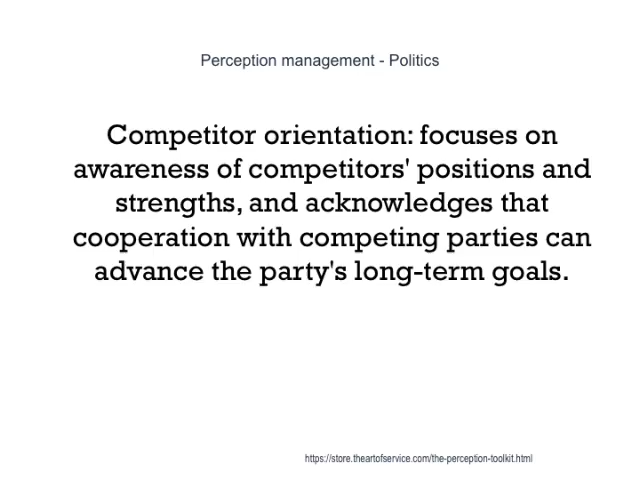 Perception management - Politics
Competitor orientation: focuses on
awareness of competitors' positions and
strengths, and acknowledges that
cooperation with competing parties can
advance the party's long-term goals.
https://store.theartofservice.com/the-perception-toolkit.html